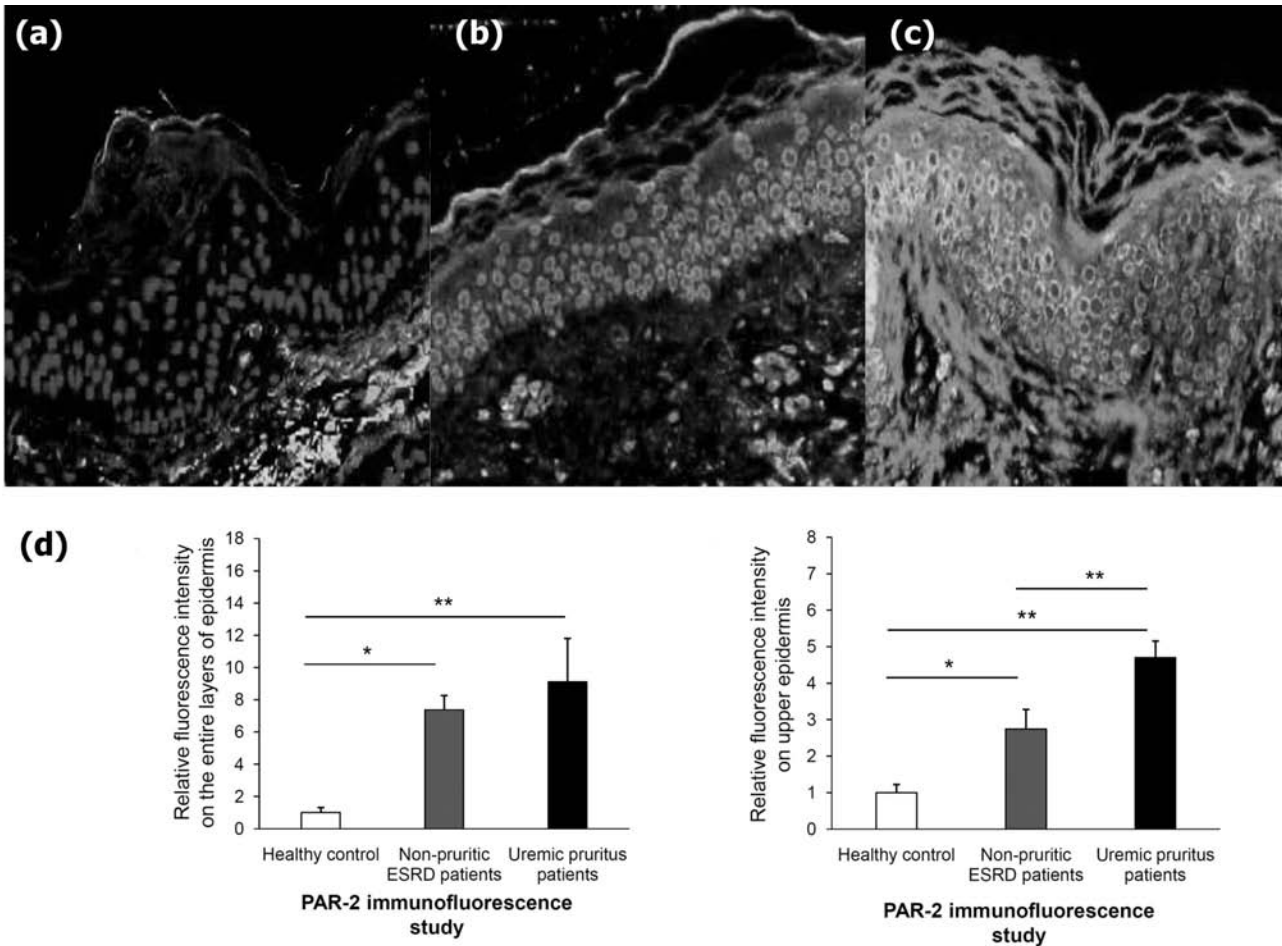 (a)
(b)
(c)
(d)
Relative fluorescence intensity
on the entire layers of epidermis
18
16
14
12
10
8
6
4
2
0
**
*
Healthy control
Non-pruritic
ESRD patients
Uremic pruritus
patients
PAR-2 immunofluorescence
study
Relative fluorescence intensity
on upper epidermis
8
7
6
5
4
3
2
1
0
**
**
*
Healthy control
Non-pruritic
ESRD patients
Uremic pruritus
patients
PAR-2 immunofluorescence
study